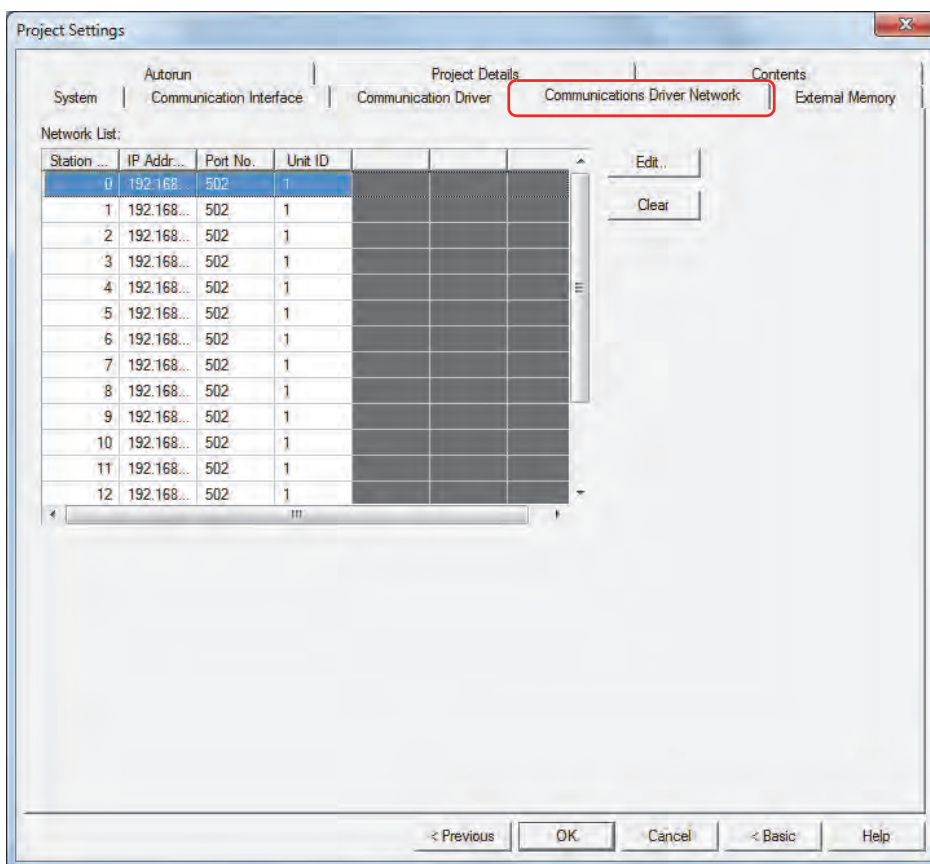 Project Settings
Autorun Project Details Contents
System Communication Interface Communication Driver Communications Driver Network External Memory
Network List:
Station ... IP Addr... Port No. Unit ID
0 192.168... 502 1
1 192.168... 502 1
2 192.168... 502 1
3 192.168... 502 1
4 192.168... 502 1
5 192.168... 502 1
6 192.168... 502 1
7 192.168... 502 1
8 192.168... 502 1
9 192.168... 502 1
10 192.168... 502 1
11 192.168... 502 1
12 192.168... 502 1
Edit..
Clear
< Previous OK Cancel < Basic Help